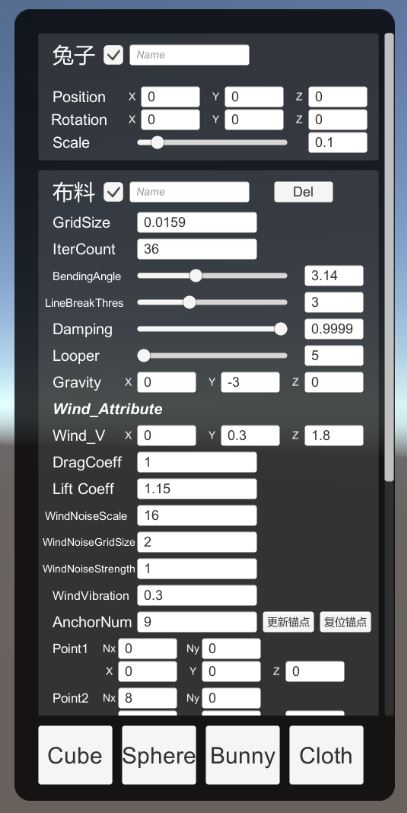 兔子 Name
Position X 0 Y 0 Z 0
Rotation X 0 Y 0 Z 0
Scale 0.1
布料 Name Del
GridSize 0.0159
IterCount 36
BendingAngle 3.14
LineBreakThres 3
Damping 0.9999
Looper 5
Gravity X 0 Y -3 Z 0
Wind_Attribute
Wind_V X 0 Y 0.3 Z 1.8
DragCoeff 1
Lift Coeff 1.15
WindNoiseScale 16
WindNoiseGridSize 2
WindNoiseStrength 1
WindVibration 0.3
AnchorNum 9 更新锚点 复位锚点
Point1 Nx 0 Ny 0
X 0 Y 0 Z 0
Point2 Nx 8 Ny 0
Cube Sphere Bunny Cloth